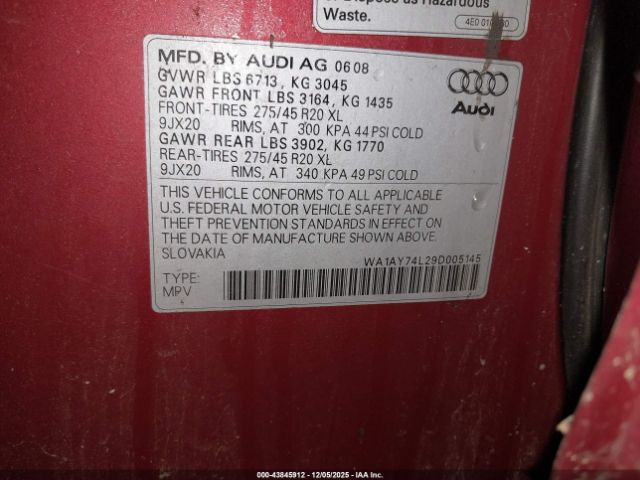 or Dispose as Hazardous
Waste.
MFD. BY AUDI AG 0608
GVWR LBS 6713, KG 3045
GAWR FRONT LBS 3164, KG 1435
FRONT-TIRES 275/45 R20 XL
9JX20 RIMS, AT 300 KPA 44 PSI COLD
GAWR REAR LBS 3902, KG 1770
REAR-TIRES 275/45 R20 XL
9JX20 RIMS, AT 340 KPA 49 PSI COLD
Audi
THIS VEHICLE CONFORMS TO ALL APPLICABLE
U.S. FEDERAL MOTOR VEHICLE SAFETY AND
THEFT PREVENTION STANDARDS IN EFFECT ON
THE DATE OF MANUFACTURE SHOWN ABOVE.
SLOVAKIA
WA1AY74L29D005145
TYPE:
MPV
000-43845912 - 12/05/2025 - COPYRIGHT IAA, LLC.